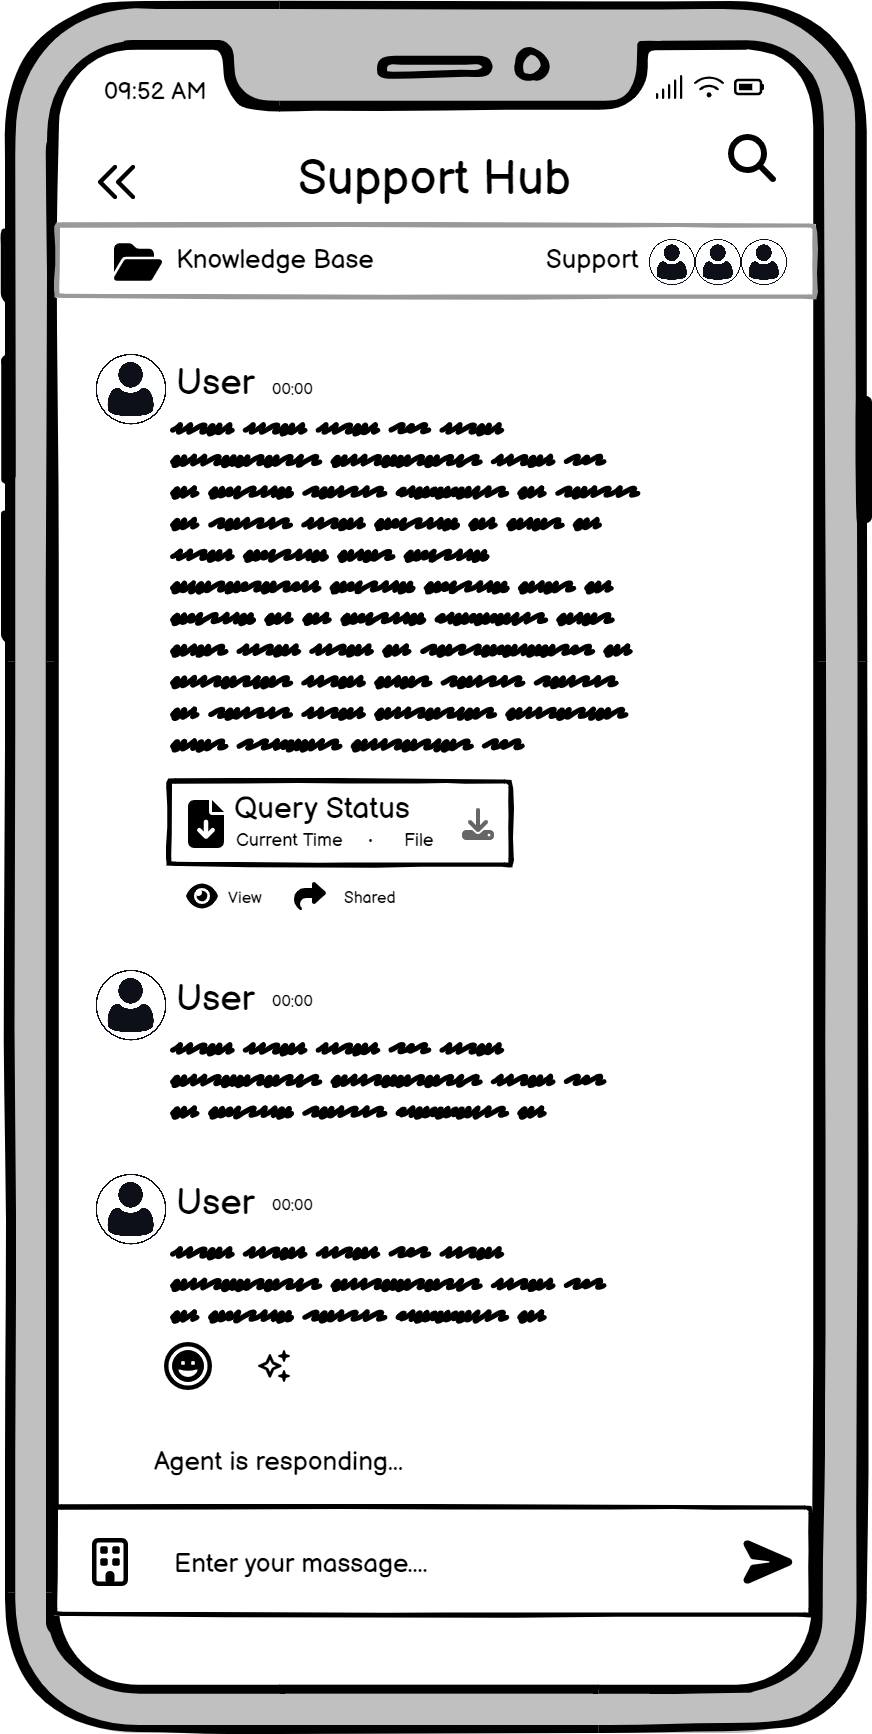 09:52 AM
Support Hub
Knowledge Base Support
User 00:00
Query Status
Current Time · File
View Shared
User 00:00
User 00:00
Agent is responding...
Enter your massage....